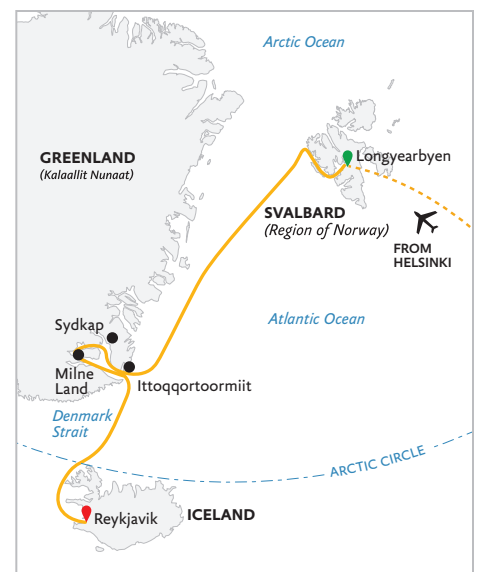 Arctic Ocean
GREENLAND
(Kalaallit Nunaat)
Longyearbyen
SVALBARD
(Region of Norway)
FROM
HELSINKI
Atlantic Ocean
Sydkap
Milne
Land
Ittoqqortoormiit
Denmark
Strait
ARCTIC CIRCLE
Reykjavik
ICELAND